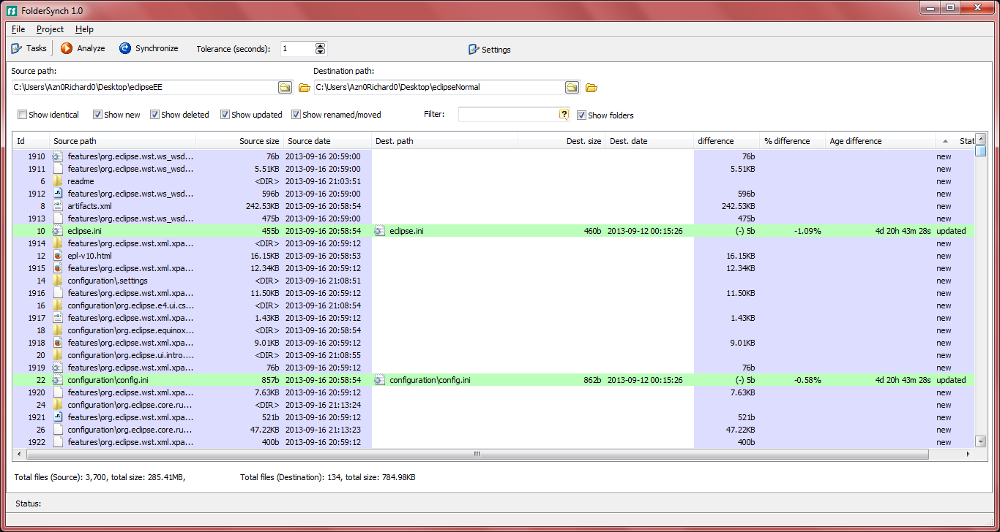 FolderSynch 1.0
File Project Help
Tasks Analyze Synchronize Tolerance (seconds): 1 Settings
Source path: Destination path:
C:\Users\Azn0Richard0\Desktop\eclipseEE C:\Users\Azn0Richard0\Desktop\eclipseNormal
Show identical Show new Show deleted Show updated Show renamed/moved Filter: ? Show folders
Id Source path Source size Source date Dest. path Dest. size Dest. date difference % difference Age difference Stat
1910 features\org.eclipse.wst.ws_wsd... 76b 2013-09-16 20:59:00 76b new
1911 features\org.eclipse.wst.ws_wsd... 5.51KB 2013-09-16 20:59:00 5.51KB new
6 readme <DIR> 2013-09-16 21:03:51 new
1912 features\org.eclipse.wst.ws_wsd... 596b 2013-09-16 20:59:00 596b new
8 artifacts.xml 242.53KB 2013-09-16 20:58:54 242.53KB new
1913 features\org.eclipse.wst.ws_wsd... 475b 2013-09-16 20:59:00 475b new
10 eclipse.ini 455b 2013-09-16 20:58:54 eclipse.ini 460b 2013-09-12 00:15:26 (-) 5b -1.09% 4d 20h 43m 28s updated
1914 features\org.eclipse.wst.xml.xpa... <DIR> 2013-09-16 20:59:12 new
12 epl-v10.html 16.15KB 2013-09-16 20:58:53 16.15KB new
1915 features\org.eclipse.wst.xml.xpa... 12.34KB 2013-09-16 20:59:12 12.34KB new
14 configuration\.settings <DIR> 2013-09-16 21:08:51 new
1916 features\org.eclipse.wst.xml.xpa... 11.50KB 2013-09-16 20:59:12 11.50KB new
16 configuration\org.eclipse.e4.ui.cs... <DIR> 2013-09-16 21:08:54 new
1917 features\org.eclipse.wst.xml.xpa... 1.43KB 2013-09-16 20:59:12 1.43KB new
18 configuration\org.eclipse.equinox... <DIR> 2013-09-16 20:58:54 new
1918 features\org.eclipse.wst.xml.xpa... 9.01KB 2013-09-16 20:59:12 9.01KB new
20 configuration\org.eclipse.ui.intro.... <DIR> 2013-09-16 21:08:55 new
1919 features\org.eclipse.wst.xml.xpa... 76b 2013-09-16 20:59:12 76b new
22 configuration\config.ini 857b 2013-09-16 20:58:54 configuration\config.ini 862b 2013-09-12 00:15:26 (-) 5b -0.58% 4d 20h 43m 28s updated
1920 features\org.eclipse.wst.xml.xpa... 7.63KB 2013-09-16 20:59:12 7.63KB new
24 configuration\org.eclipse.core.ru... <DIR> 2013-09-16 21:13:24 new
1921 features\org.eclipse.wst.xml.xpa... 521b 2013-09-16 20:59:12 521b new
26 configuration\org.eclipse.core.ru... 47.22KB 2013-09-16 21:13:23 47.22KB new
1922 features\org.eclipse.wst.xml.xpa... 400b 2013-09-16 20:59:12 400b new
Total files (Source): 3,700, total size: 285.41MB, Total files (Destination): 134, total size: 784.98KB
Status: